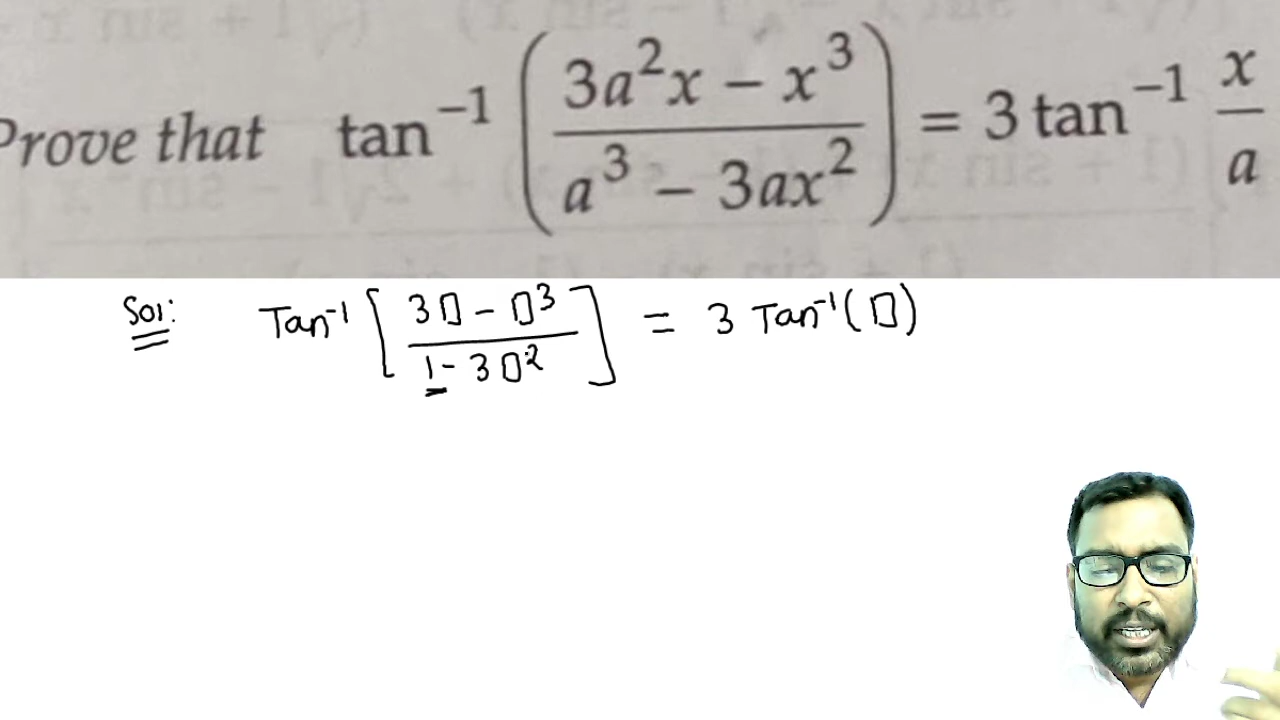 Prove that tan⁻¹ (3a²x − x³ / a³ − 3ax²) = 3 tan⁻¹ x/a
Sol: Tan⁻¹ [3▯ − ▯³ / 1 − 3▯²] = 3 Tan⁻¹(▯)